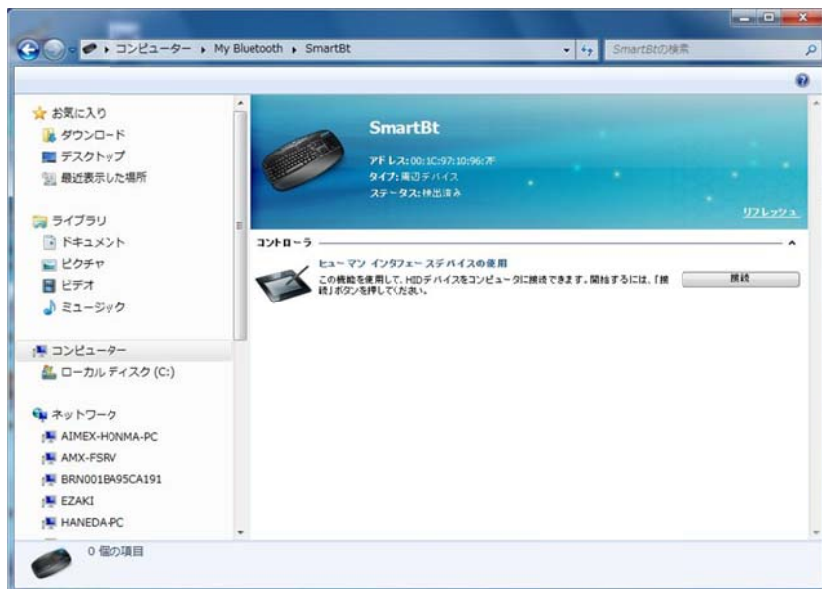 コンピューター ▸ My Bluetooth ▸ SmartBt
SmartBtの検索
お気に入り
ダウンロード
デスクトップ
最近表示した場所
ライブラリ
ドキュメント
ピクチャ
ビデオ
ミュージック
コンピューター
ローカル ディスク (C:)
ネットワーク
AIMEX-HONMA-PC
AMX-FSRV
BRN001BA95CA191
EZAKI
HANEDA-PC
SmartBt
アドレス:00:1C:97:10:96:7F
タイプ:周辺デバイス
ステータス:検出済み
リフレッシュ
コントローラ
ヒューマン インタフェースデバイスの使用
この機能を使用して、HIDデバイスをコンピュータに接続できます。開始するには、「接
続」ボタンを押してください。
接続
0 個の項目